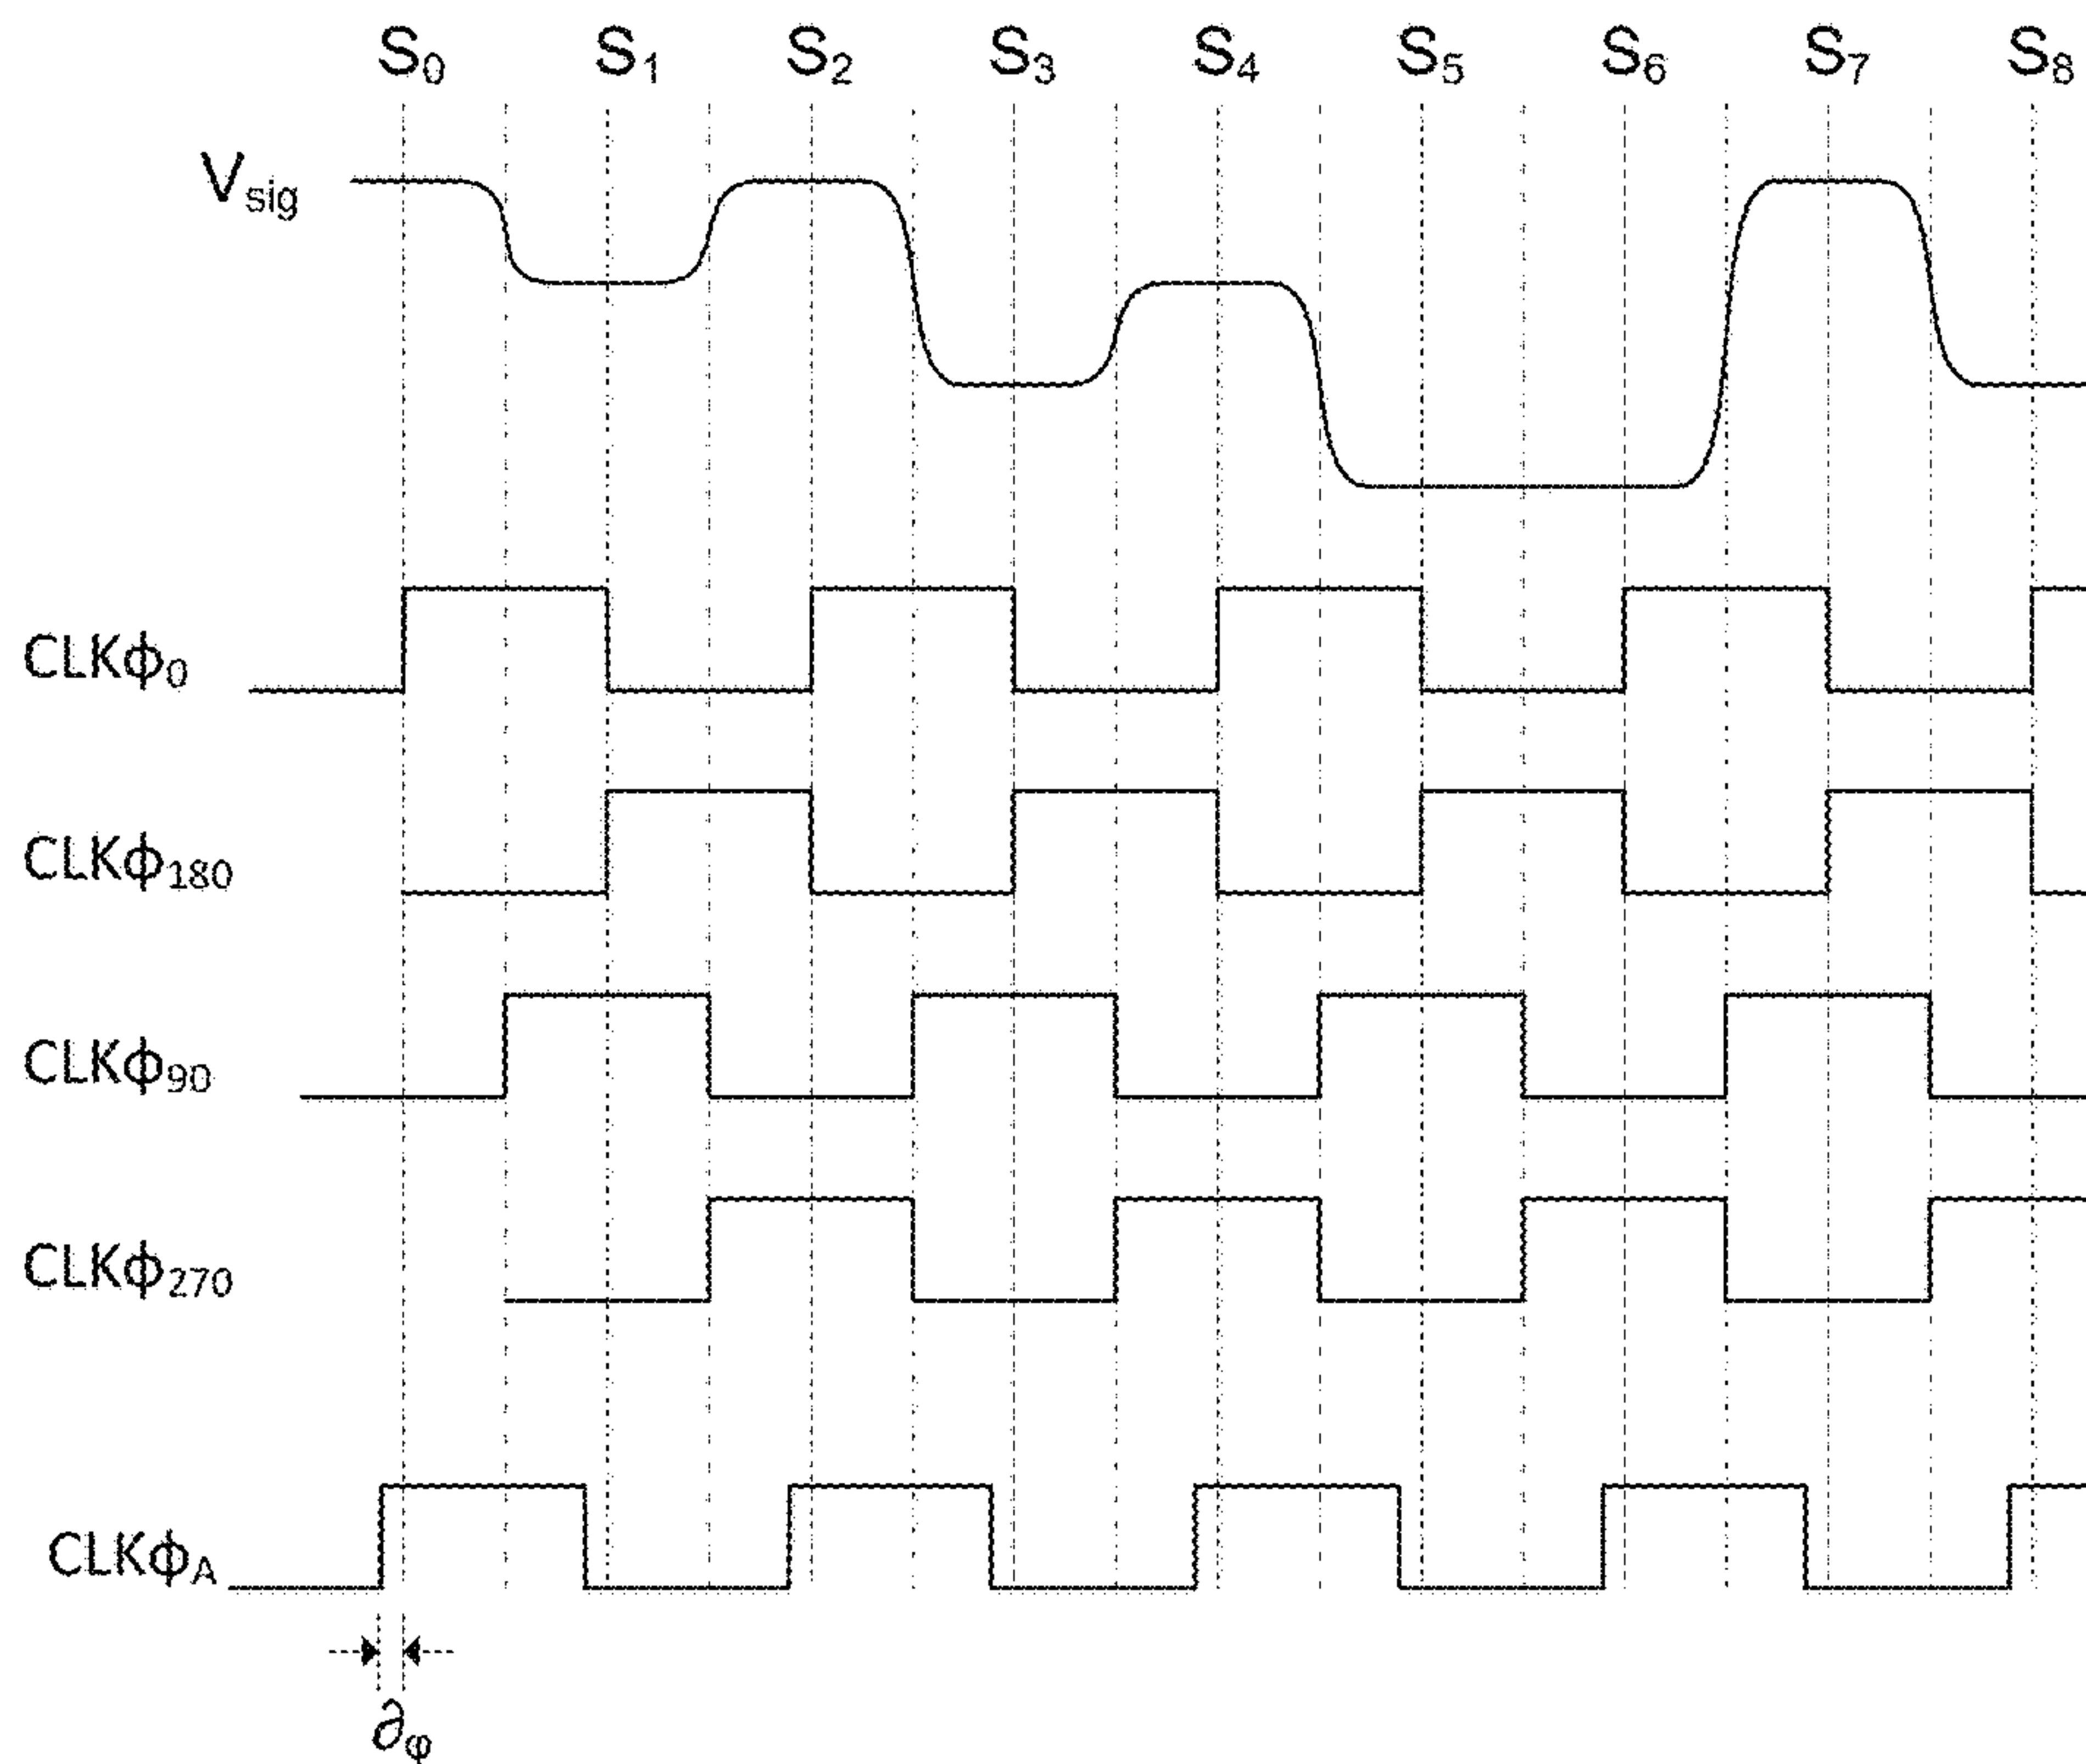 S₀ S₁ S₂ S₃ S₄ S₅ S₆ S₇ S₈
Vsig
CLKϕ₀
CLKϕ₁₈₀
CLKϕ₉₀
CLKϕ₂₇₀
CLKϕA
∂φ